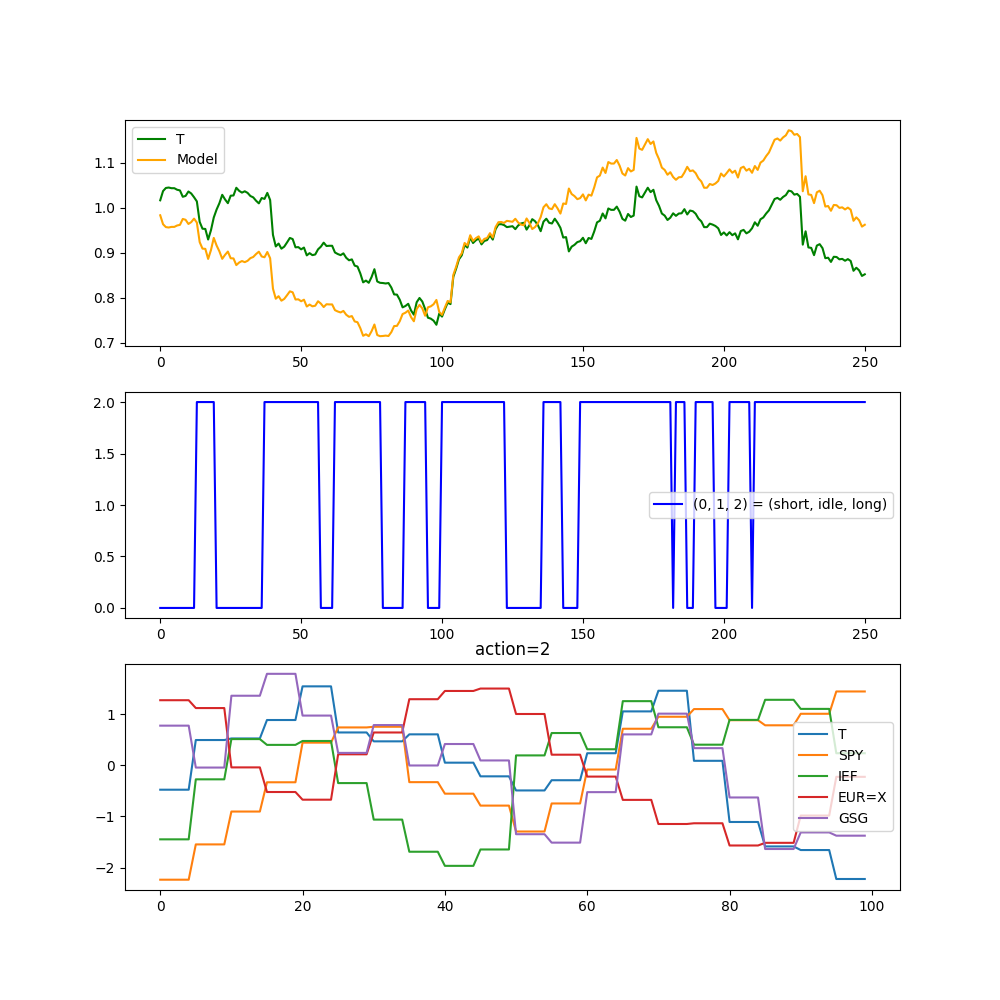 T
Model
1.1
1.0
0.9
0.8
0.7
0 50 100 150 200 250
2.0
1.5
1.0
0.5
0.0
(0, 1, 2) = (short, idle, long)
0 50 100 150 200 250
action=2
1
0
−1
−2
T
SPY
IEF
EUR=X
GSG
0 20 40 60 80 100